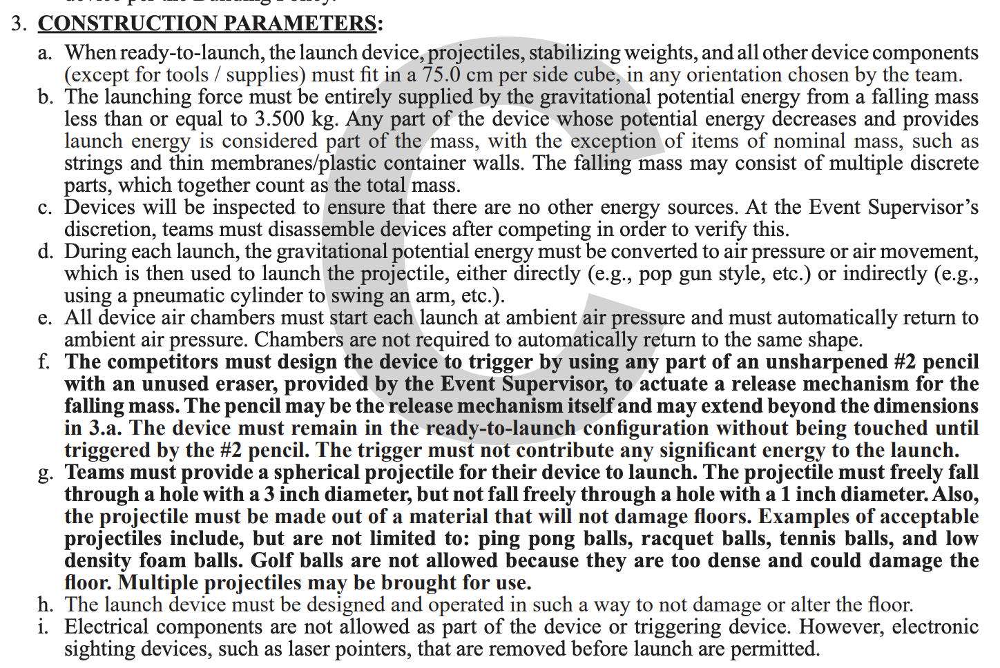 3. CONSTRUCTION PARAMETERS:
a. When ready-to-launch, the launch device, projectiles, stabilizing weights, and all other device components
(except for tools / supplies) must fit in a 75.0 cm per side cube, in any orientation chosen by the team.
b. The launching force must be entirely supplied by the gravitational potential energy from a falling mass
less than or equal to 3.500 kg. Any part of the device whose potential energy decreases and provides
launch energy is considered part of the mass, with the exception of items of nominal mass, such as
strings and thin membranes/plastic container walls. The falling mass may consist of multiple discrete
parts, which together count as the total mass.
c. Devices will be inspected to ensure that there are no other energy sources. At the Event Supervisor’s
discretion, teams must disassemble devices after competing in order to verify this.
d. During each launch, the gravitational potential energy must be converted to air pressure or air movement,
which is then used to launch the projectile, either directly (e.g., pop gun style, etc.) or indirectly (e.g.,
using a pneumatic cylinder to swing an arm, etc.).
e. All device air chambers must start each launch at ambient air pressure and must automatically return to
ambient air pressure. Chambers are not required to automatically return to the same shape.
f. The competitors must design the device to trigger by using any part of an unsharpened #2 pencil
with an unused eraser, provided by the Event Supervisor, to actuate a release mechanism for the
falling mass. The pencil may be the release mechanism itself and may extend beyond the dimensions
in 3.a. The device must remain in the ready-to-launch configuration without being touched until
triggered by the #2 pencil. The trigger must not contribute any significant energy to the launch.
g. Teams must provide a spherical projectile for their device to launch. The projectile must freely fall
through a hole with a 3 inch diameter, but not fall freely through a hole with a 1 inch diameter. Also,
the projectile must be made out of a material that will not damage floors. Examples of acceptable
projectiles include, but are not limited to: ping pong balls, racquet balls, tennis balls, and low
density foam balls. Golf balls are not allowed because they are too dense and could damage the
floor. Multiple projectiles may be brought for use.
h. The launch device must be designed and operated in such a way to not damage or alter the floor.
i. Electrical components are not allowed as part of the device or triggering device. However, electronic
sighting devices, such as laser pointers, that are removed before launch are permitted.
C